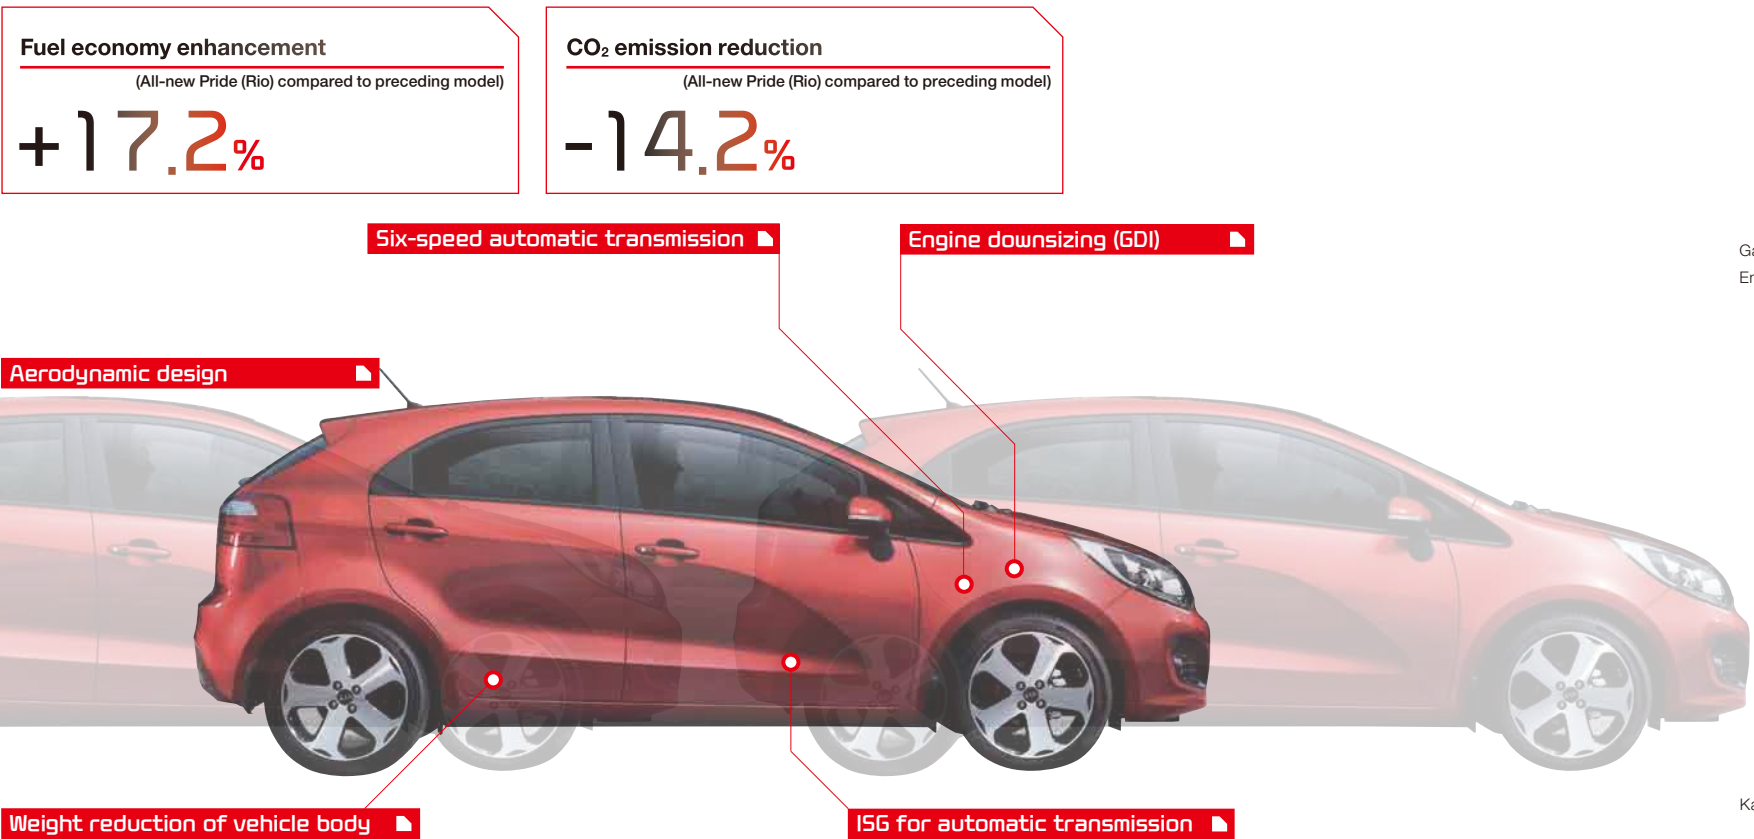 Fuel economy enhancement
(All-new Pride (Rio) compared to preceding model)
+17.2%
CO₂ emission reduction
(All-new Pride (Rio) compared to preceding model)
-14.2%
Six-speed automatic transmission
Engine downsizing (GDI)
Aerodynamic design
Weight reduction of vehicle body
ISG for automatic transmission